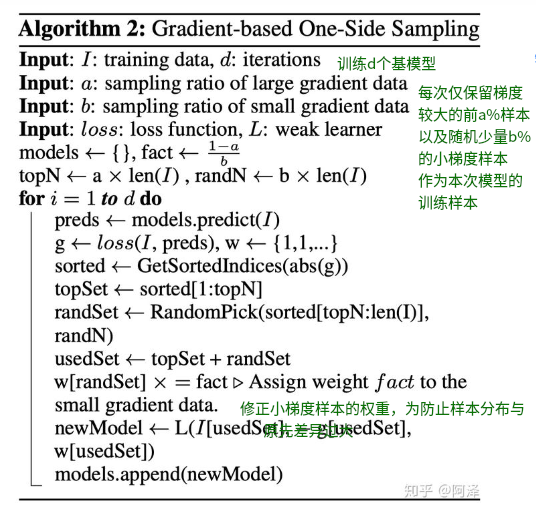 Algorithm 2: Gradient-based One-Side Sampling
Input: I: training data, d: iterations 训练d个基模型
Input: a: sampling ratio of large gradient data
Input: b: sampling ratio of small gradient data
Input: loss: loss function, L: weak learner
models ← {}, fact ← 1−a/b
topN ← a × len(I) , randN ← b × len(I)
每次仅保留梯度
较大的前a%样本
以及随机少量b%
的小梯度样本
作为本次模型的
训练样本
for i = 1 to d do
preds ← models.predict(I)
g ← loss(I, preds), w ← {1,1,...}
sorted ← GetSortedIndices(abs(g))
topSet ← sorted[1:topN]
randSet ← RandomPick(sorted[topN:len(I)],
randN)
usedSet ← topSet + randSet
w[randSet] × = fact ▷ Assign weight fact to the
small gradient data.
修正小梯度样本的权重，为防止样本分布与
原先差异过大
newModel ← L(I[usedSet], − g[usedSet],
w[usedSet])
models.append(newModel)
知乎 @阿泽